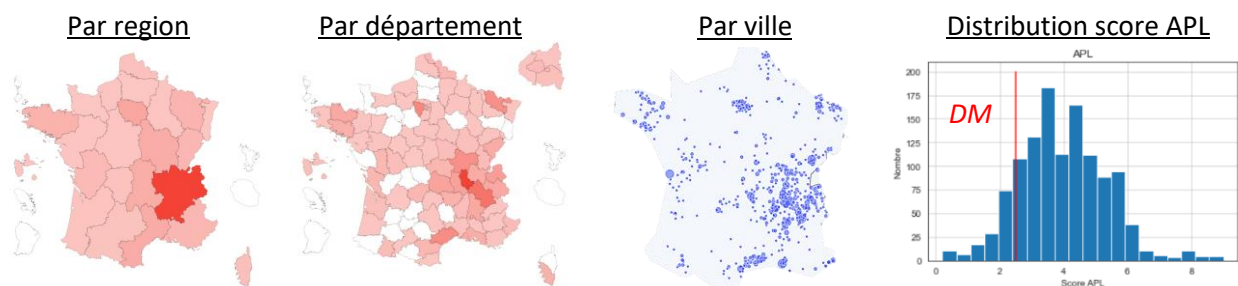 Par region
Par département
Par ville
Distribution score APL
APL
200
175
150
125
100
75
50
25
0
Nombre
DM
0
2
4
6
8
Score APL